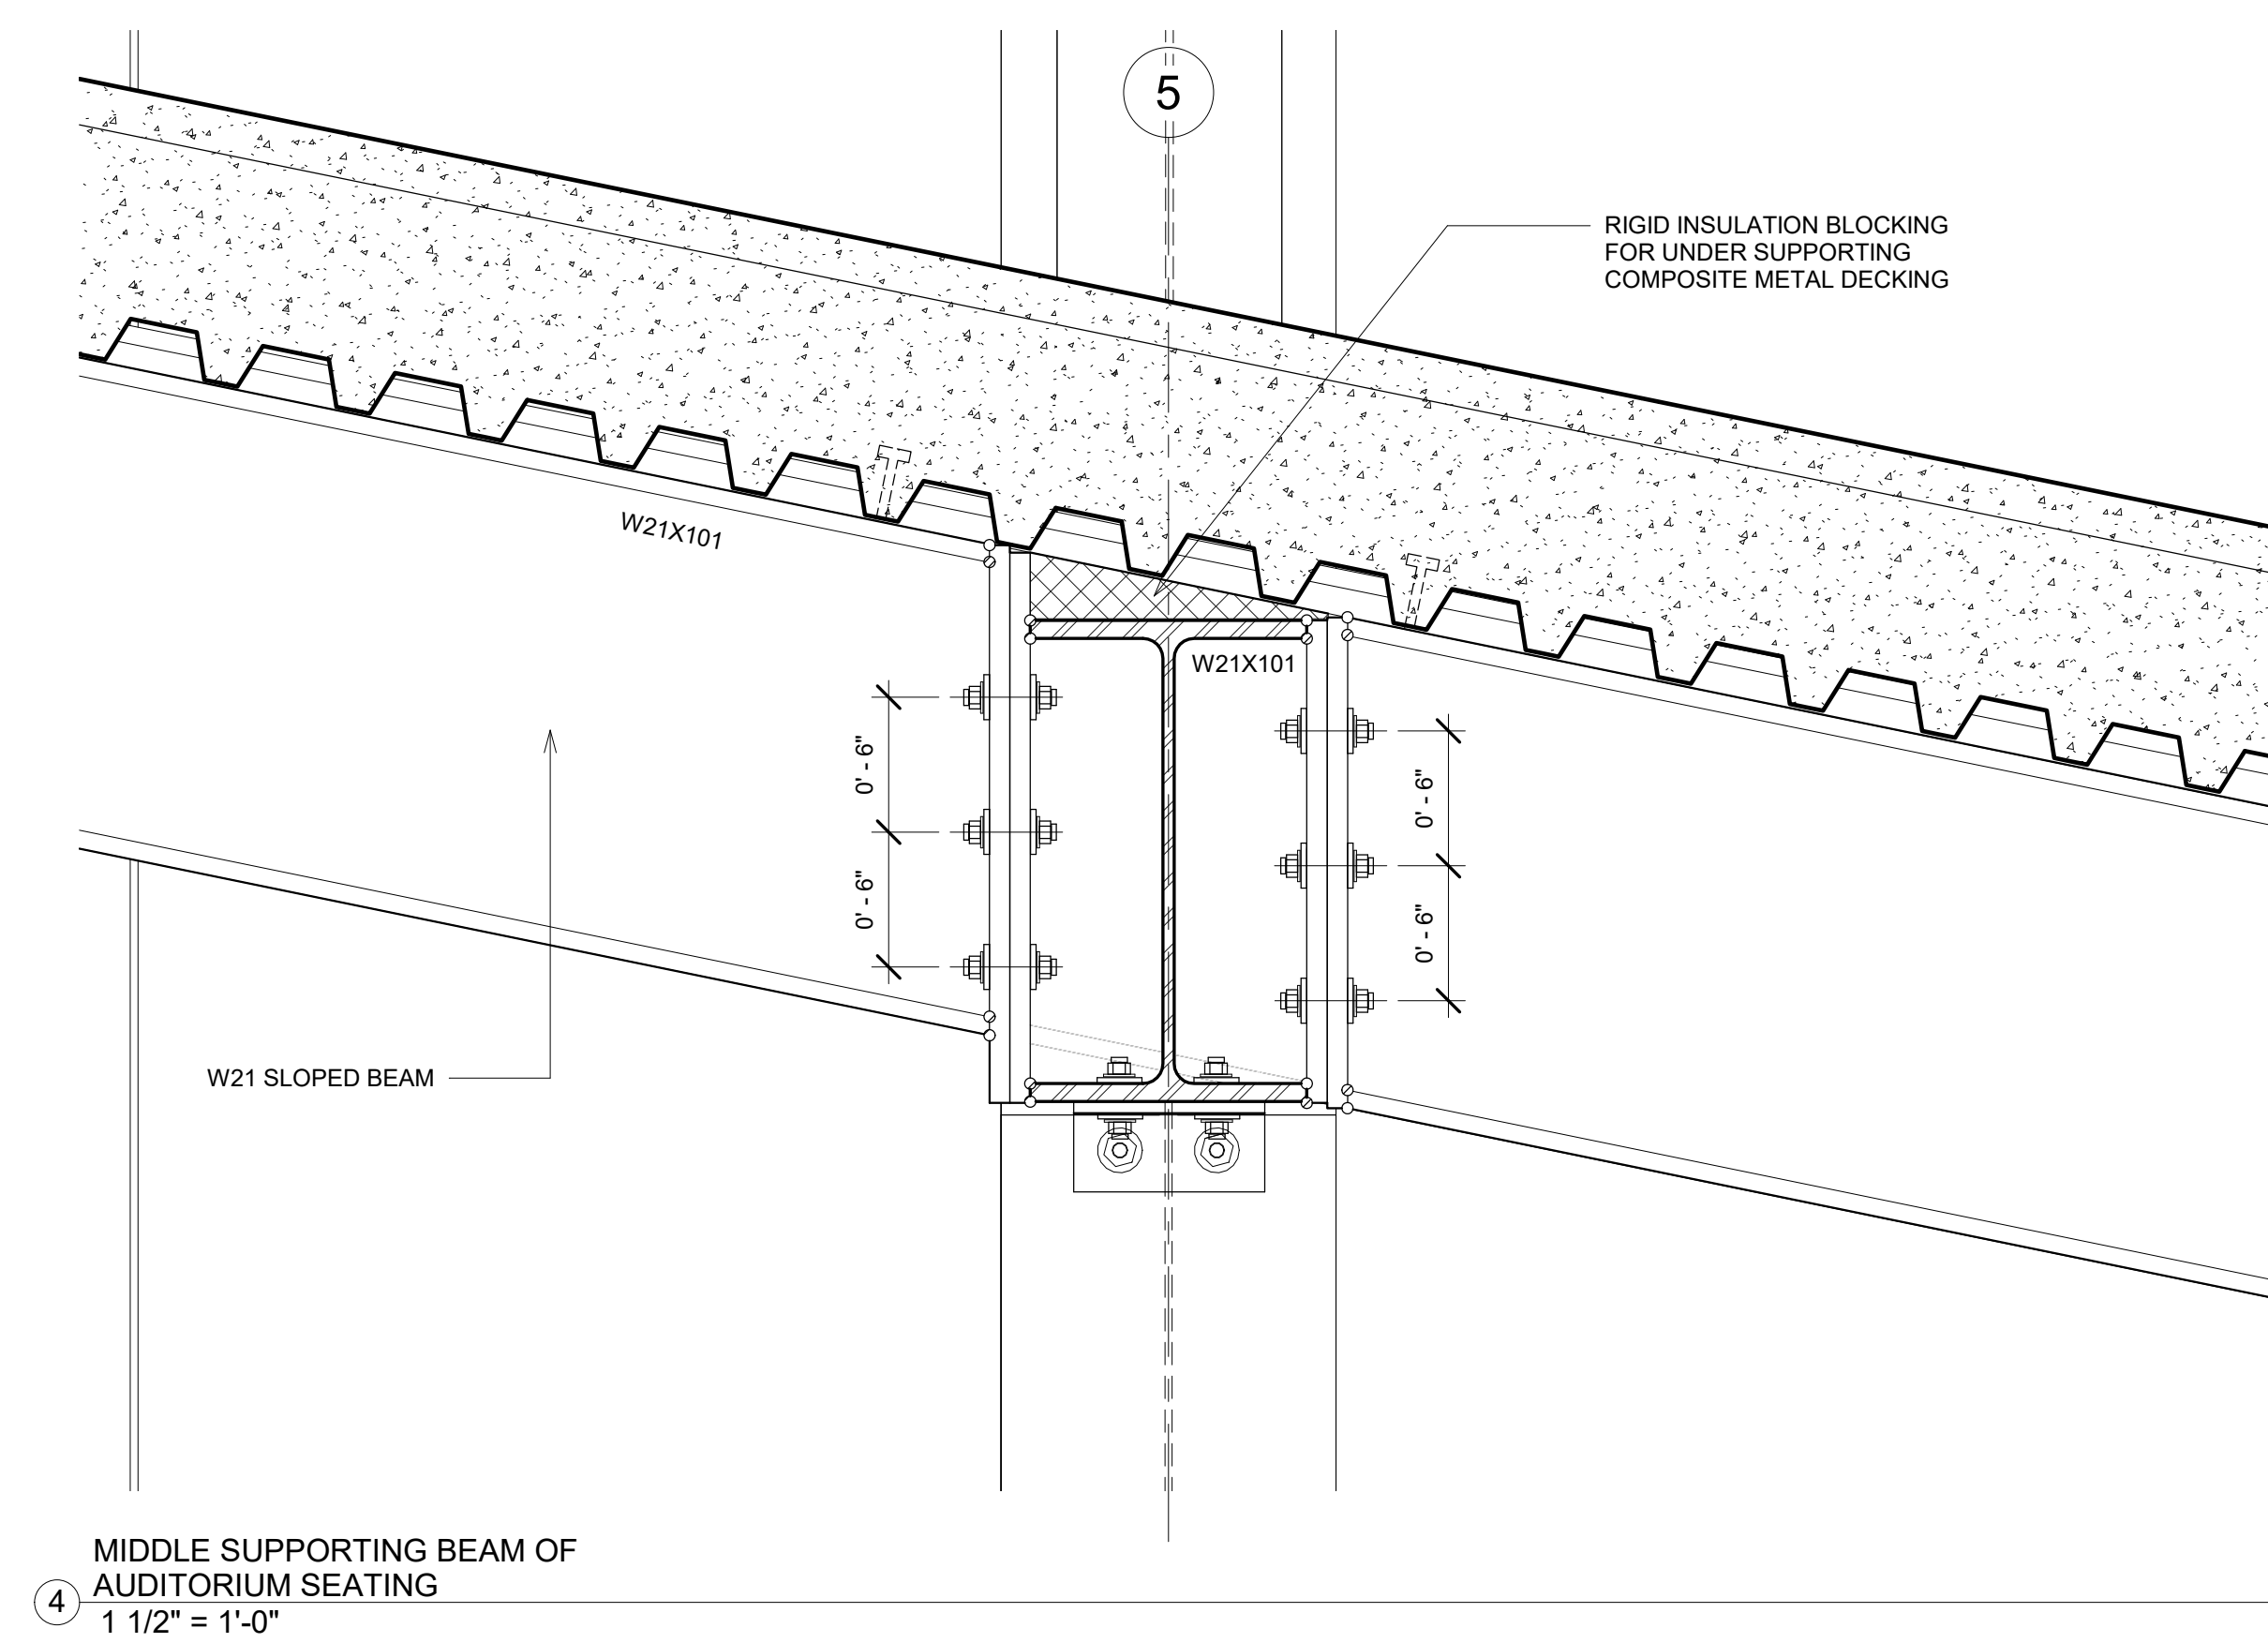 5
RIGID INSULATION BLOCKING
FOR UNDER SUPPORTING
COMPOSITE METAL DECKING
W21X101
W21X101
0' - 6"
0' - 6"
0' - 6"
0' - 6"
W21 SLOPED BEAM
MIDDLE SUPPORTING BEAM OF
AUDITORIUM SEATING
4
1 1/2" = 1'-0"